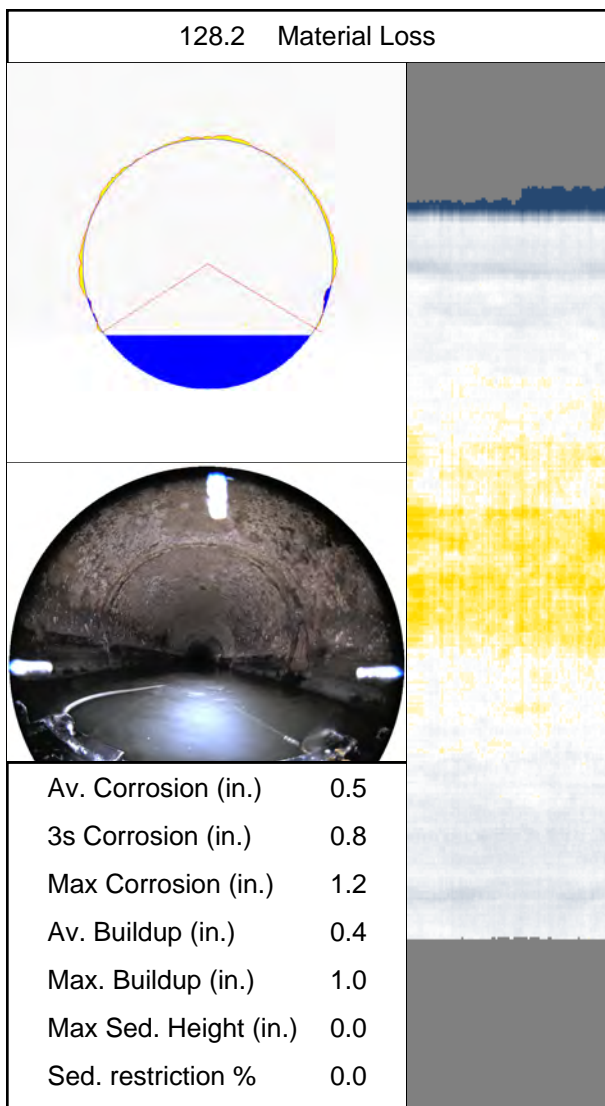 128.2 Material Loss
Av. Corrosion (in.) 0.5
3s Corrosion (in.) 0.8
Max Corrosion (in.) 1.2
Av. Buildup (in.) 0.4
Max. Buildup (in.) 1.0
Max Sed. Height (in.) 0.0
Sed. restriction % 0.0